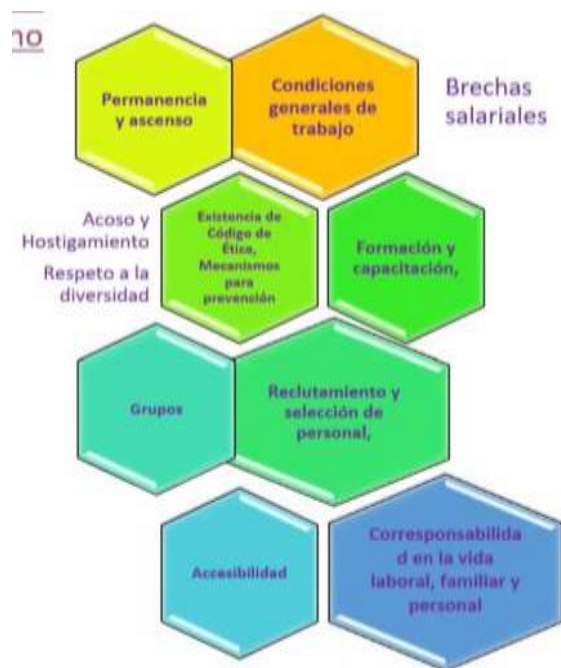 no
Permanencia
y ascenso
Condiciones
generales de
trabajo
Brechas
salariales
Acoso y
Hostigamiento
Respeto a la
diversidad
Existencia de
Código de
Ética,
Mecanismos
para
prevención
Formación y
capacitación,
Grupos
Reclutamiento y
selección de
personal,
Accesibilidad
Corresponsabilida
d en la vida
laboral, familiar y
personal